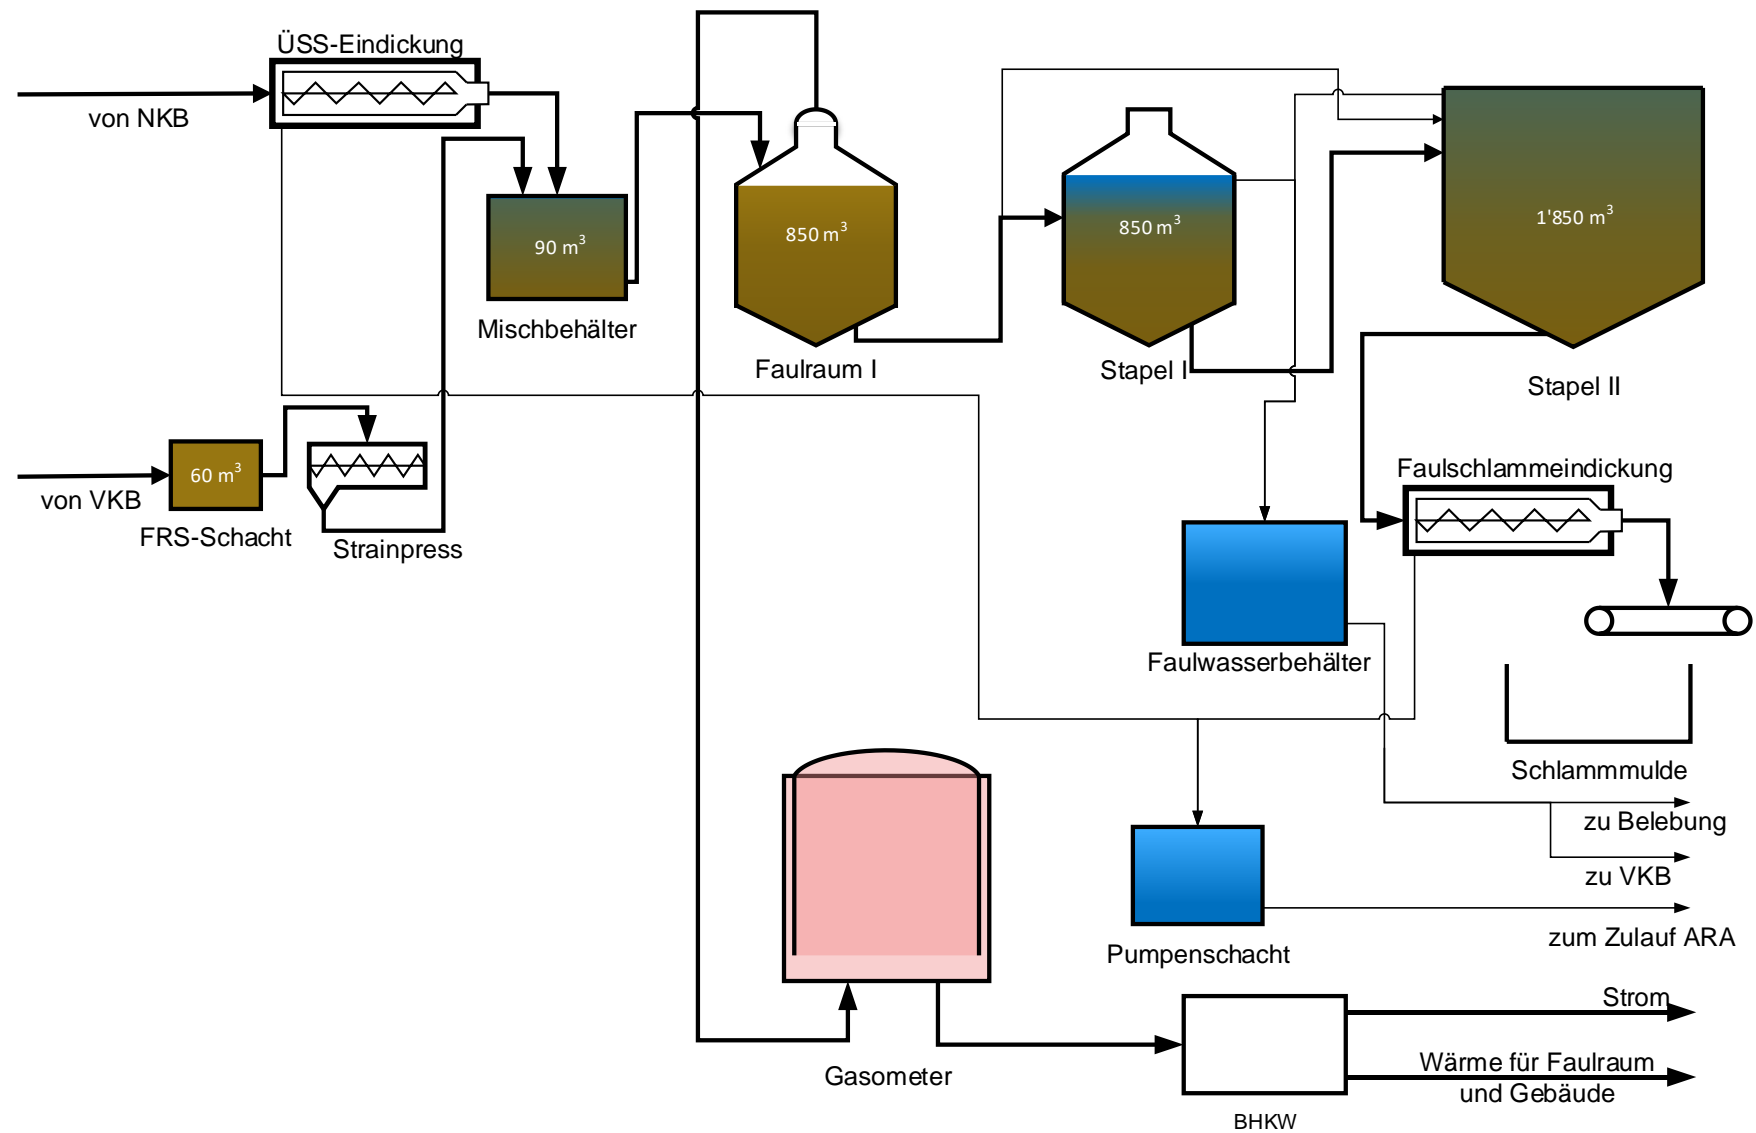 ÜSS-Eindickung
von NKB
90 m³
Mischbehälter
850 m³
Faulraum I
850 m³
Stapel I
1'850 m³
Stapel II
60 m³
von VKB
FRS-Schacht
Strainpress
Faulschlammeindickung
Faulwasserbehälter
Schlammmulde
zu Belebung
zu VKB
zum Zulauf ARA
Pumpenschacht
Gasometer
Strom
Wärme für Faulraum
und Gebäude
BHKW